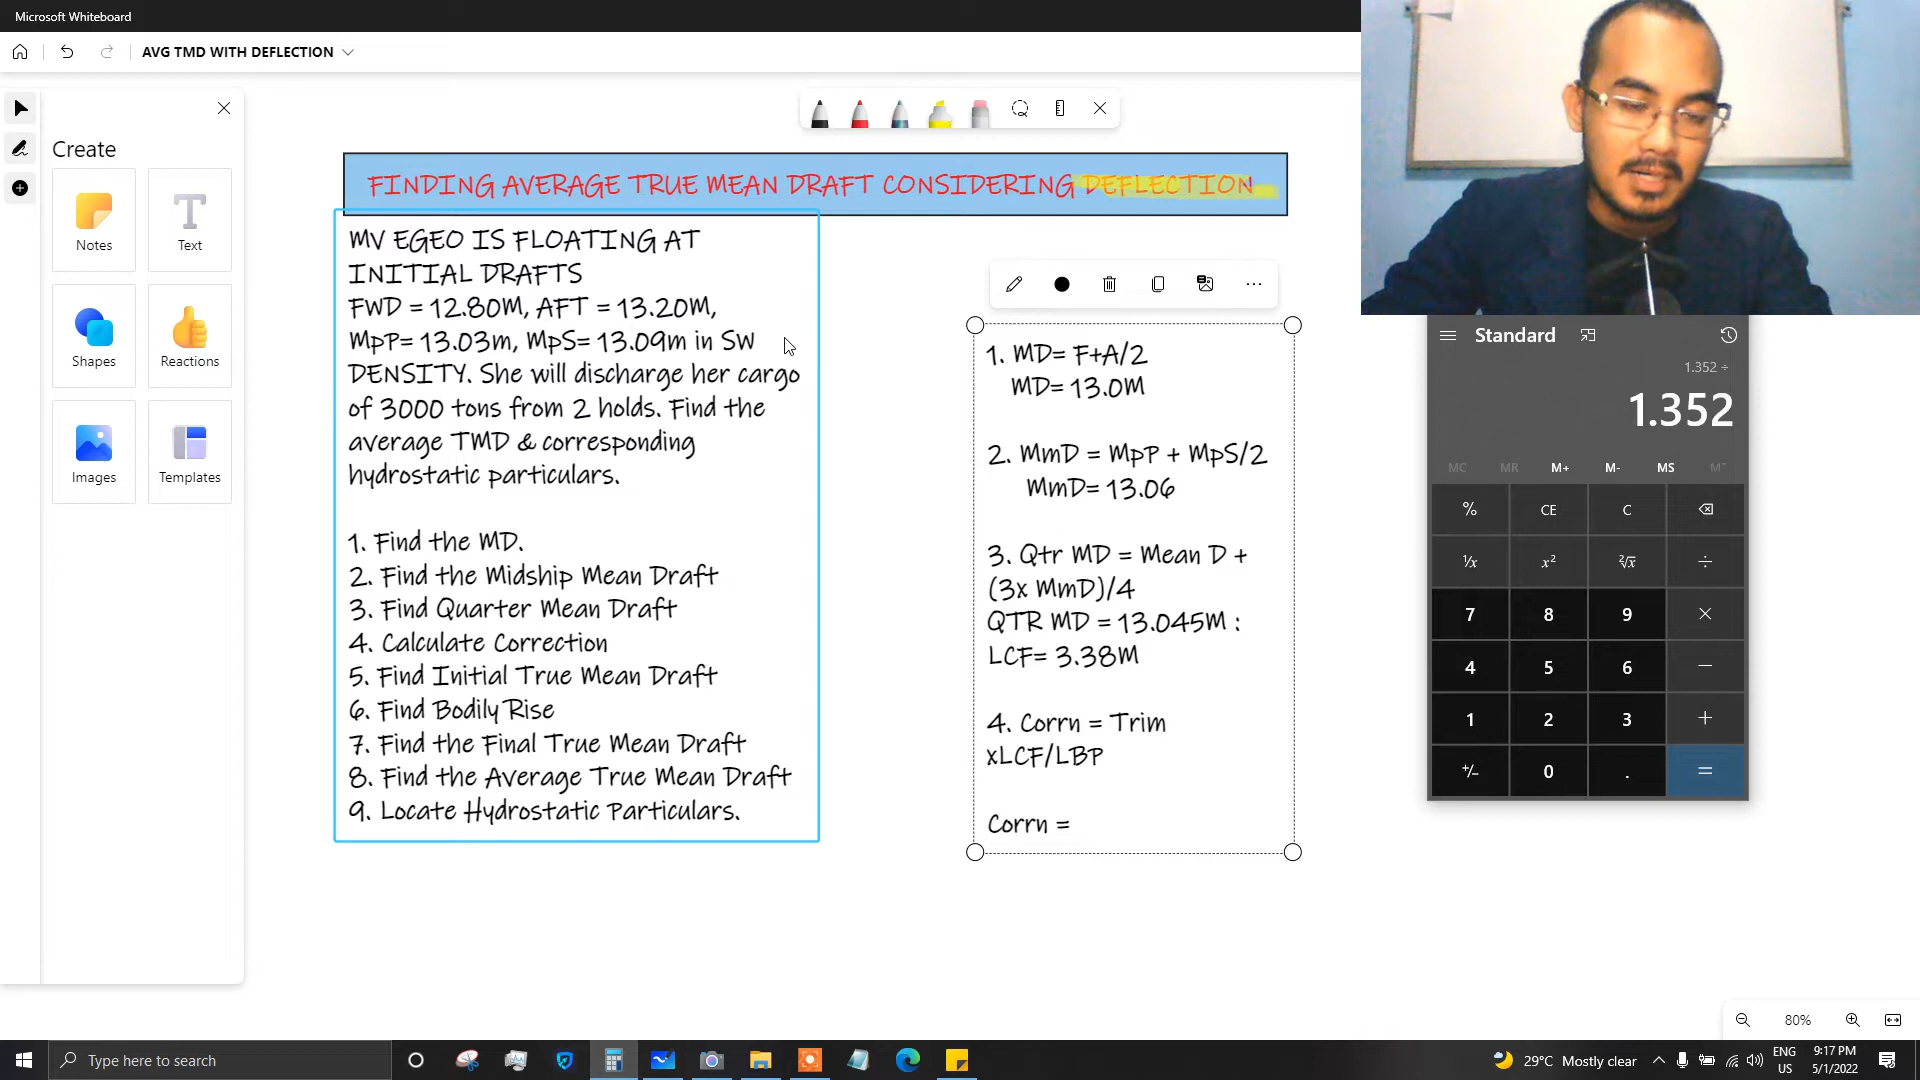 Microsoft Whiteboard
AVG TMD WITH DEFLECTION
Create
Notes
Text
Shapes
Reactions
Images
Templates
FINDING AVERAGE TRUE MEAN DRAFT CONSIDERING DEFLECTION
MV EGEO IS FLOATING AT
INITIAL DRAFTS
FWD = 12.80M, AFT = 13.20M,
MpP= 13.03m, MpS= 13.09m in SW
DENSITY. She will discharge her cargo
of 3000 tons from 2 holds. Find the
average TMD & corresponding
hydrostatic particulars.
1. Find the MD.
2. Find the Midship Mean Draft
3. Find Quarter Mean Draft
4. Calculate Correction
5. Find Initial True Mean Draft
6. Find Bodily Rise
7. Find the Final True Mean Draft
8. Find the Average True Mean Draft
9. Locate Hydrostatic Particulars.
1. MD= F+A/2
MD= 13.0M
2. MmD = MpP + MpS/2
MmD= 13.06
3. Qtr MD = Mean D +
(3x MmD)/4
QTR MD = 13.045M :
LCF= 3.38M
4. Corrn = Trim
xLCF/LBP
Corrn =
Standard
1.352 ÷
1.352
MC MR M+ M- MS M˅
% CE C
¹/x x² ²√x ÷
7 8 9 ×
4 5 6 −
1 2 3 +
+/- 0 . =
80%
Type here to search
29°C Mostly clear
ENG
US
9:17 PM
5/1/2022